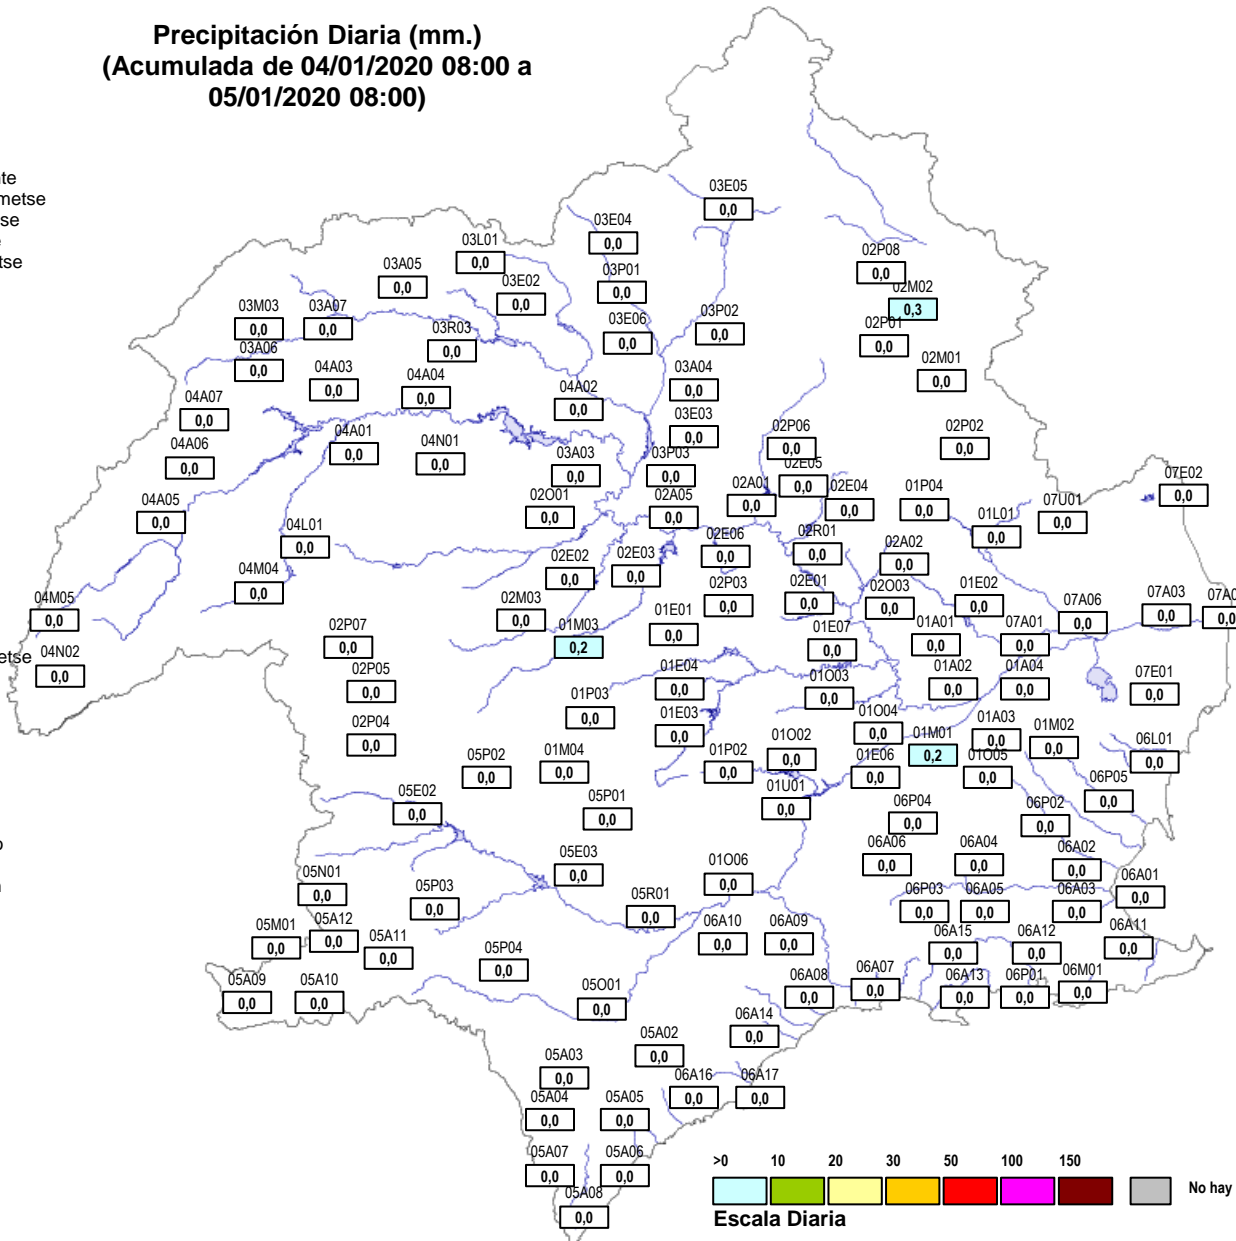 Precipitación Diaria (mm.)
(Acumulada de 04/01/2020 08:00 a
05/01/2020 08:00)
03E05
0,0
03E04
0,0
03L01
0,0
02P08
0,0
03A05
0,0
03P01
0,0
03E02
0,0
02M02
0,3
03M03
0,0
03A07
0,0
03E06
0,0
03P02
0,0
03R03
0,0
02P01
0,0
03A06
0,0
02M01
0,0
04A03
0,0
04A04
0,0
03A04
0,0
04A02
0,0
04A07
0,0
03E03
0,0
04A01
0,0
04N01
0,0
02P06
0,0
02P02
0,0
04A06
0,0
03A03
0,0
03P03
0,0
02E05
0,0
07E02
0,0
02A01
0,0
02E04
0,0
01P04
0,0
04A05
0,0
02O01
0,0
02A05
0,0
07U01
0,0
01L01
0,0
04L01
0,0
02E06
0,0
02R01
0,0
02A02
0,0
02E02
0,0
02E03
0,0
04M04
0,0
02P03
0,0
02E01
0,0
02O03
0,0
01E02
0,0
04M05
0,0
02M03
0,0
07A06
0,0
07A03
0,0
07A0
0,0
01E01
0,0
01M03
0,2
02P07
0,0
01E07
0,0
01A01
0,0
07A01
0,0
etse
04N02
0,0
02P05
0,0
01E04
0,0
01O03
0,0
01A02
0,0
01A04
0,0
07E01
0,0
01P03
0,0
02P04
0,0
01E03
0,0
01O04
0,0
01A03
0,0
01M02
0,0
01M01
0,2
05P02
0,0
01M04
0,0
01P02
0,0
01O02
0,0
01E06
0,0
01O05
0,0
06L01
0,0
05E02
0,0
05P01
0,0
01U01
0,0
06P05
0,0
06P04
0,0
06P02
0,0
05E03
0,0
06A06
0,0
06A04
0,0
06A02
0,0
05N01
0,0
01O06
0,0
06A01
0,0
05P03
0,0
05R01
0,0
06P03
0,0
06A05
0,0
06A03
0,0
05M01
0,0
05A12
0,0
06A10
0,0
06A09
0,0
06A15
0,0
06A12
0,0
06A11
0,0
05A11
0,0
05P04
0,0
05A09
0,0
05A10
0,0
05O01
0,0
06A08
0,0
06A07
0,0
06A13
0,0
06P01
0,0
06M01
0,0
06A14
0,0
05A02
0,0
05A03
0,0
06A16
0,0
06A17
0,0
05A04
0,0
05A05
0,0
05A07
0,0
05A06
0,0
05A08
0,0
>0 10 20 30 50 100 150
No hay
Escala Diaria